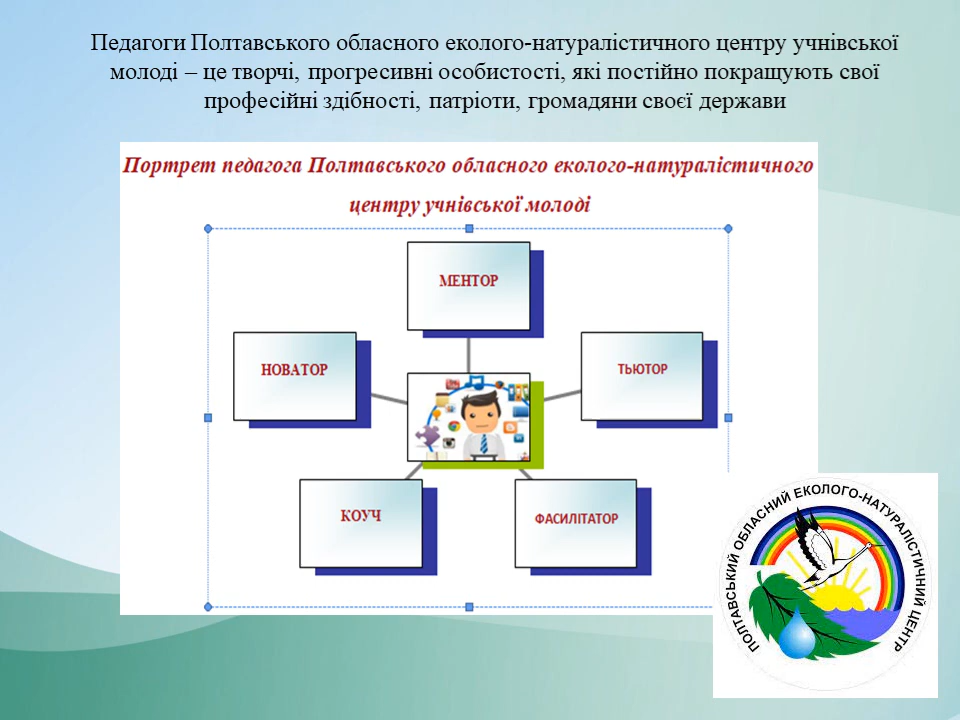 Педагоги Полтавського обласного еколого-натуралістичного центру учнівської
молоді – це творчі, прогресивні особистості, які постійно покращують свої
професійні здібності, патріоти, громадяни своєї держави
Портрет педагога Полтавського обласного еколого-натуралістичного
центру учнівської молоді
МЕНТОР
НОВАТОР
ТЬЮТОР
КОУЧ
ФАСИЛІТАТОР
ПОЛТАВСЬКИЙ ОБЛАСНИЙ ЕКОЛОГО-НАТУРАЛІСТИЧНИЙ ЦЕНТР